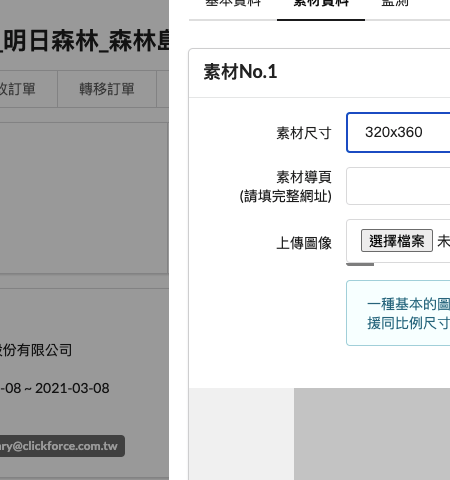 基本資料 素材資料 監測
_明日森林_森林島
改訂單 轉移訂單
素材No.1
素材尺寸 320x360
素材導頁
(請填完整網址)
上傳圖像 選擇檔案 未
一種基本的圖
援同比例尺寸
股份有限公司
-08 ~ 2021-03-08
ary@clickforce.com.tw